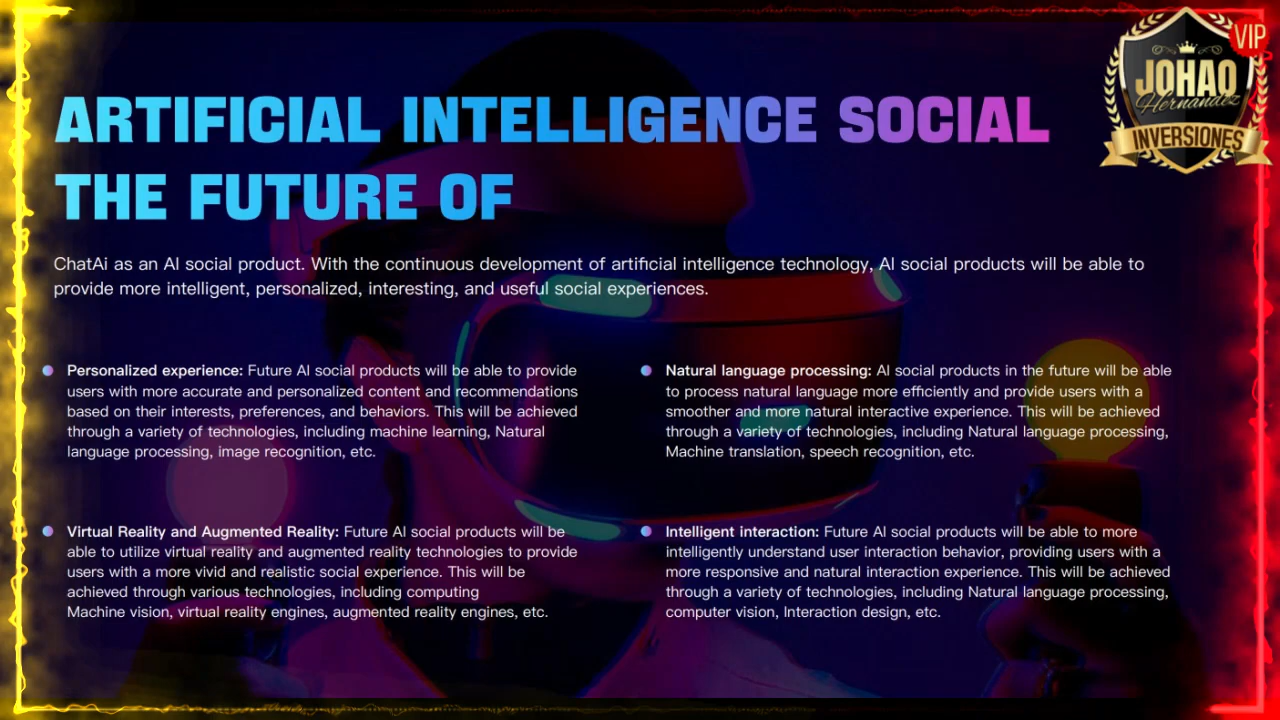 VIP
JOHAO
Hernandez
INVERSIONES
ARTIFICIAL INTELLIGENCE SOCIAL
THE FUTURE OF
ChatAi as an AI social product. With the continuous development of artificial intelligence technology, AI social products will be able to
provide more intelligent, personalized, interesting, and useful social experiences.
Personalized experience: Future AI social products will be able to provide
users with more accurate and personalized content and recommendations
based on their interests, preferences, and behaviors. This will be achieved
through a variety of technologies, including machine learning, Natural
language processing, image recognition, etc.
Natural language processing: AI social products in the future will be able
to process natural language more efficiently and provide users with a
smoother and more natural interactive experience. This will be achieved
through a variety of technologies, including Natural language processing,
Machine translation, speech recognition, etc.
Virtual Reality and Augmented Reality: Future AI social products will be
able to utilize virtual reality and augmented reality technologies to provide
users with a more vivid and realistic social experience. This will be
achieved through various technologies, including computing
Machine vision, virtual reality engines, augmented reality engines, etc.
Intelligent interaction: Future AI social products will be able to more
intelligently understand user interaction behavior, providing users with a
more responsive and natural interaction experience. This will be achieved
through a variety of technologies, including Natural language processing,
computer vision, Interaction design, etc.